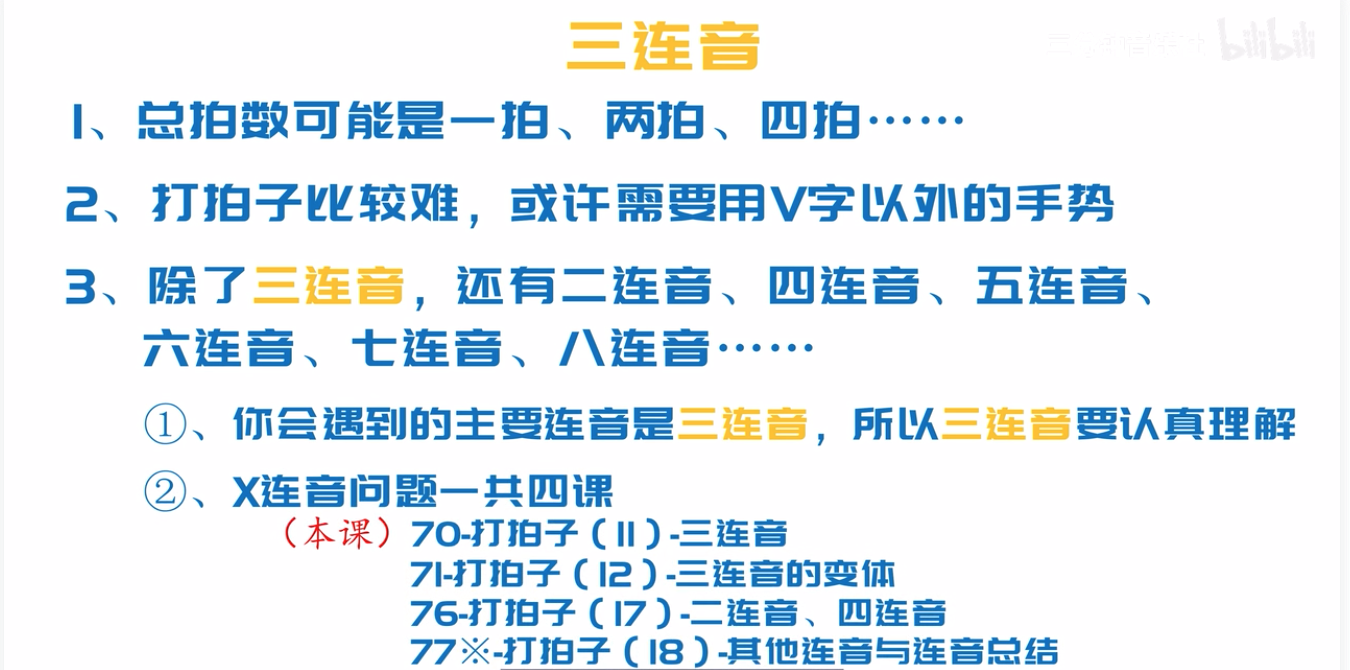 三连音
bilibili
1、总拍数可能是一拍、两拍、四拍……
2、打拍子比较难，或许需要用V字以外的手势
3、除了三连音，还有二连音、四连音、五连音、
六连音、七连音、八连音……
①、你会遇到的主要连音是三连音，所以三连音要认真理解
②、X连音问题一共四课
（本课）70-打拍子（11）-三连音
71-打拍子（12）-三连音的变体
76-打拍子（17）-二连音、四连音
77※-打拍子（18）-其他连音与连音总结